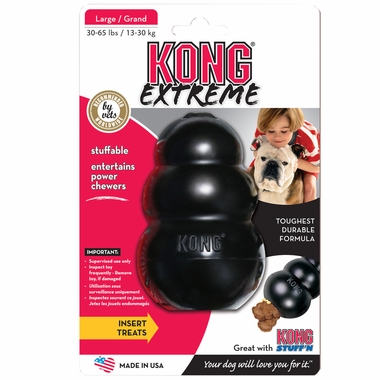 Large / Grand
30-65 lbs / 13-30 kg
KONG
EXTREME
RECOMMENDED
by
vets
WORLDWIDE
stuffable
entertains
power
chewers
KONG
TOUGHEST
DURABLE
FORMULA
IMPORTANT:
- Supervised use only
- Inspect toy
frequently - Remove
toy, if damaged
- Utilisation sous
surveillance uniquement
- Inspectez souvent ce jouet.
Jetez les jouets endommagés
INSERT
TREATS
MADE IN USA
Great with
KONG
STUFF'N
Your dog will love you for it.™